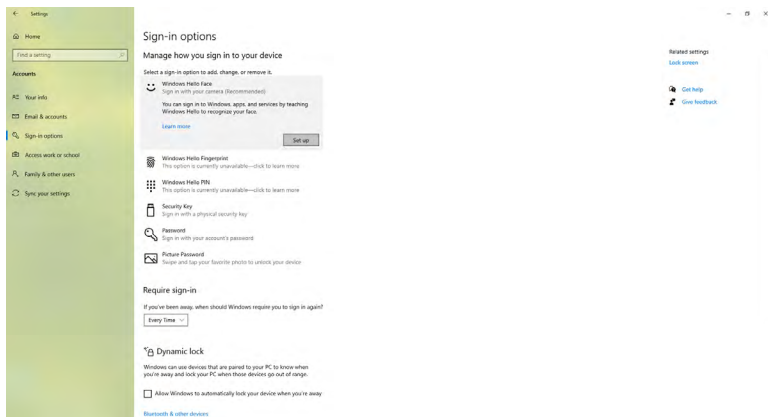 Settings
Home
Find a setting
Accounts
Your info
Email & accounts
Sign-in options
Access work or school
Family & other users
Sync your settings
Sign-in options
Manage how you sign in to your device
Select a sign-in option to add, change, or remove it.
Windows Hello Face
Sign in with your camera (Recommended)
You can sign in to Windows, apps, and services by teaching
Windows Hello to recognize your face.
Learn more
Set up
Windows Hello Fingerprint
This option is currently unavailable—click to learn more
Windows Hello PIN
This option is currently unavailable—click to learn more
Security Key
Sign in with a physical security key
Password
Sign in with your account's password
Picture Password
Swipe and tap your favorite photo to unlock your device
Require sign-in
If you've been away, when should Windows require you to sign in again?
Every Time
Dynamic lock
Windows can use devices that are paired to your PC to know when
you're away and lock your PC when those devices go out of range.
Allow Windows to automatically lock your device when you're away
Bluetooth & other devices
Related settings
Lock screen
Get help
Give feedback